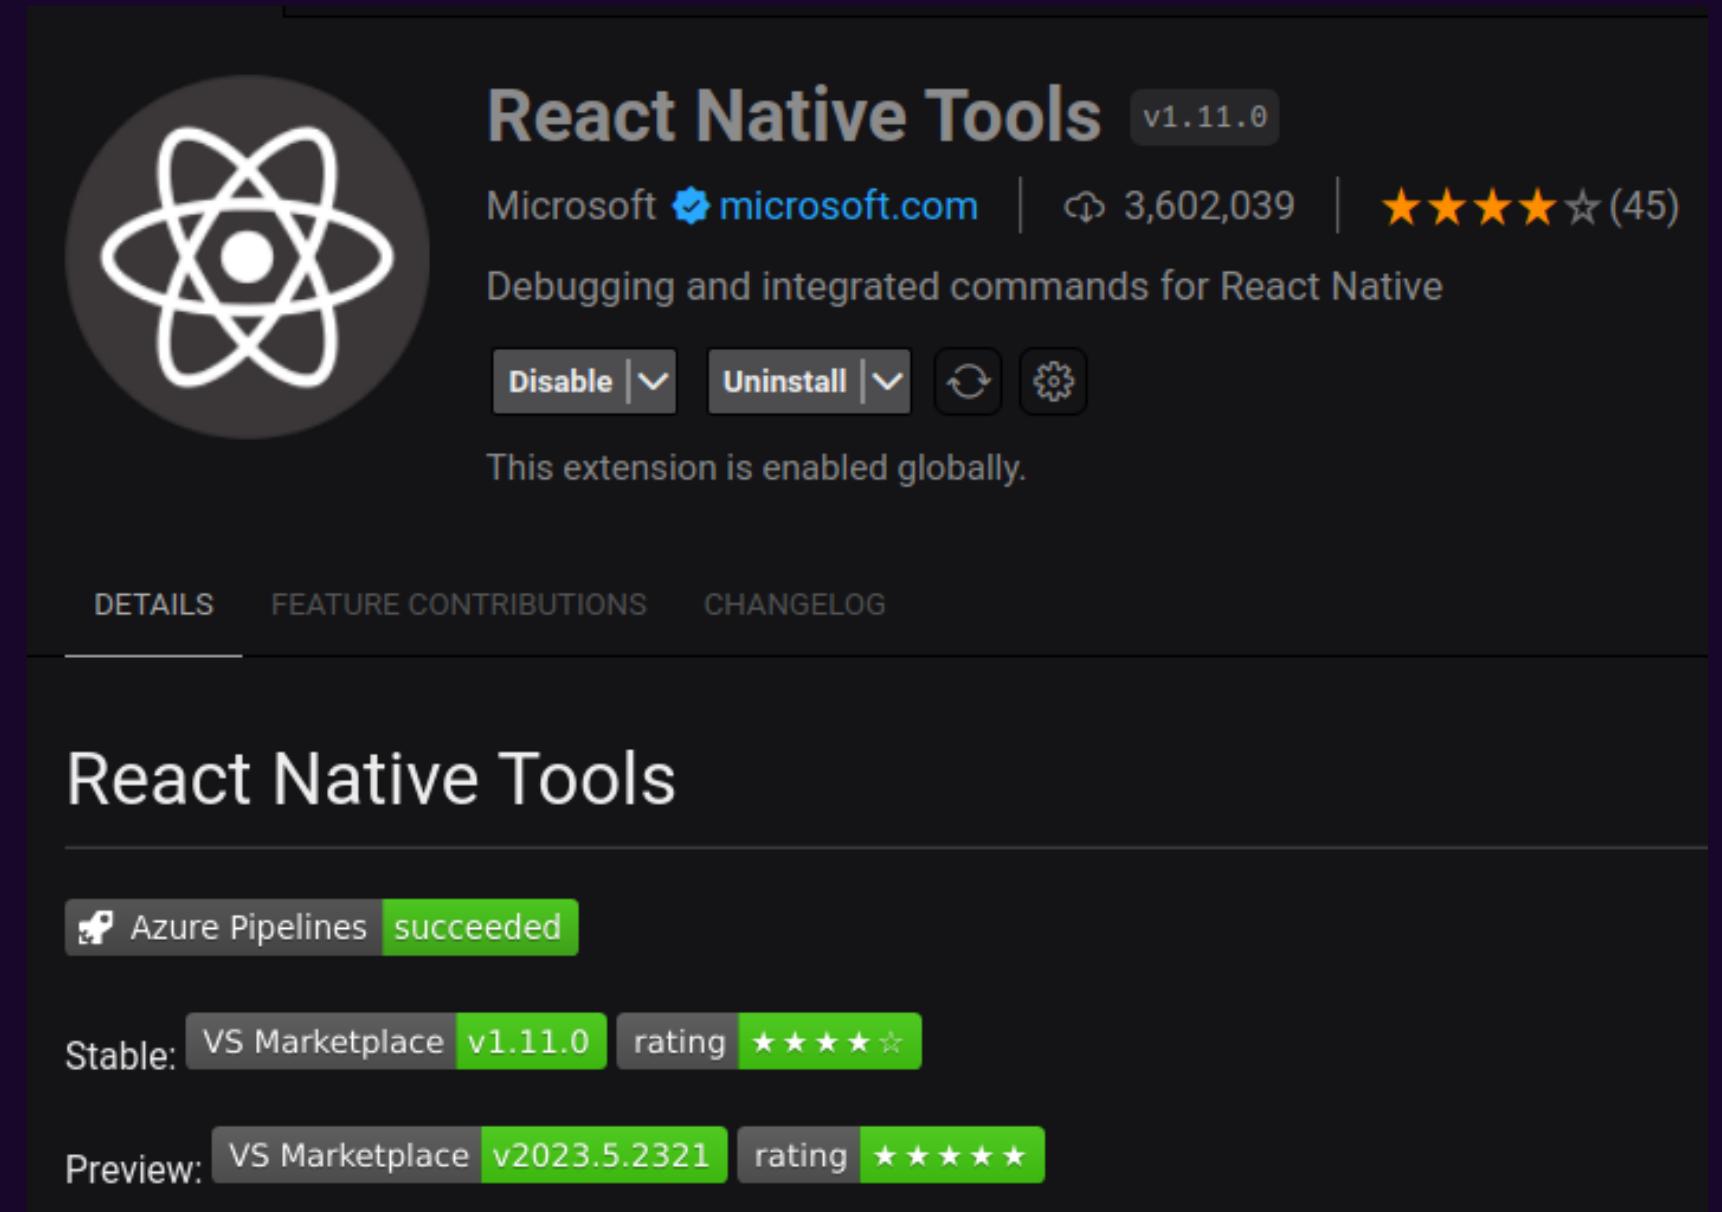 React Native Tools v1.11.0
Microsoft microsoft.com 3,602,039 (45)
Debugging and integrated commands for React Native
Disable Uninstall
This extension is enabled globally.
DETAILS FEATURE CONTRIBUTIONS CHANGELOG
React Native Tools
Azure Pipelines succeeded
Stable: VS Marketplace v1.11.0 rating ★★★★☆
Preview: VS Marketplace v2023.5.2321 rating ★★★★★